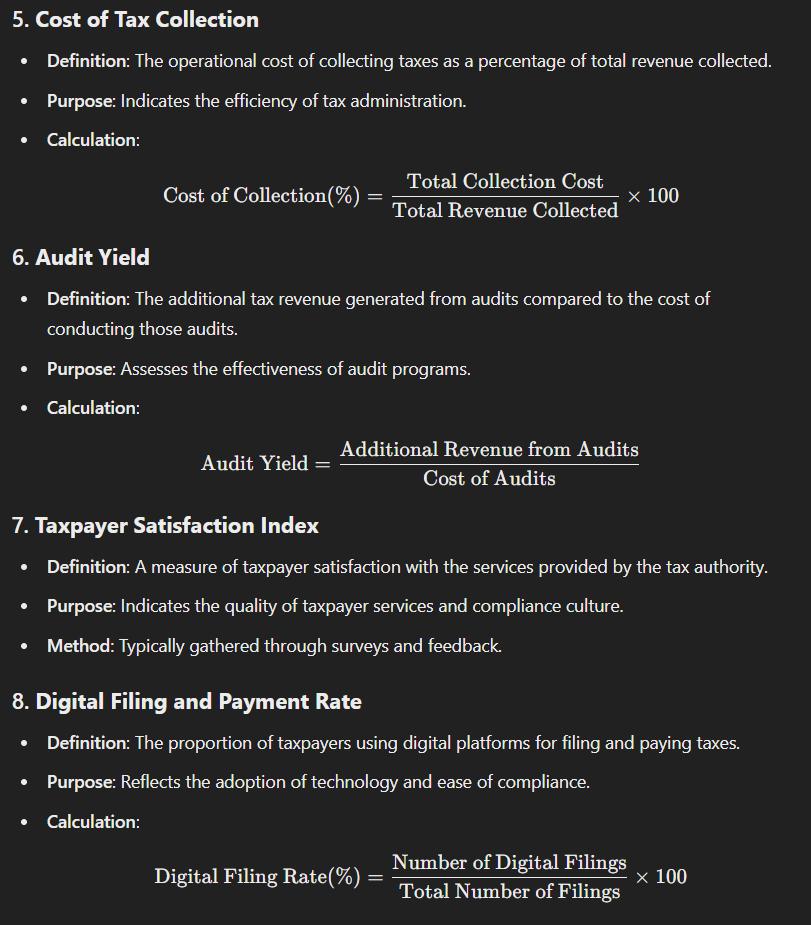 5. Cost of Tax Collection
• Definition: The operational cost of collecting taxes as a percentage of total revenue collected.
• Purpose: Indicates the efficiency of tax administration.
• Calculation:
Cost of Collection(%) = Total Collection Cost / Total Revenue Collected × 100
6. Audit Yield
• Definition: The additional tax revenue generated from audits compared to the cost of
conducting those audits.
• Purpose: Assesses the effectiveness of audit programs.
• Calculation:
Audit Yield = Additional Revenue from Audits / Cost of Audits
7. Taxpayer Satisfaction Index
• Definition: A measure of taxpayer satisfaction with the services provided by the tax authority.
• Purpose: Indicates the quality of taxpayer services and compliance culture.
• Method: Typically gathered through surveys and feedback.
8. Digital Filing and Payment Rate
• Definition: The proportion of taxpayers using digital platforms for filing and paying taxes.
• Purpose: Reflects the adoption of technology and ease of compliance.
• Calculation:
Digital Filing Rate(%) = Number of Digital Filings / Total Number of Filings × 100